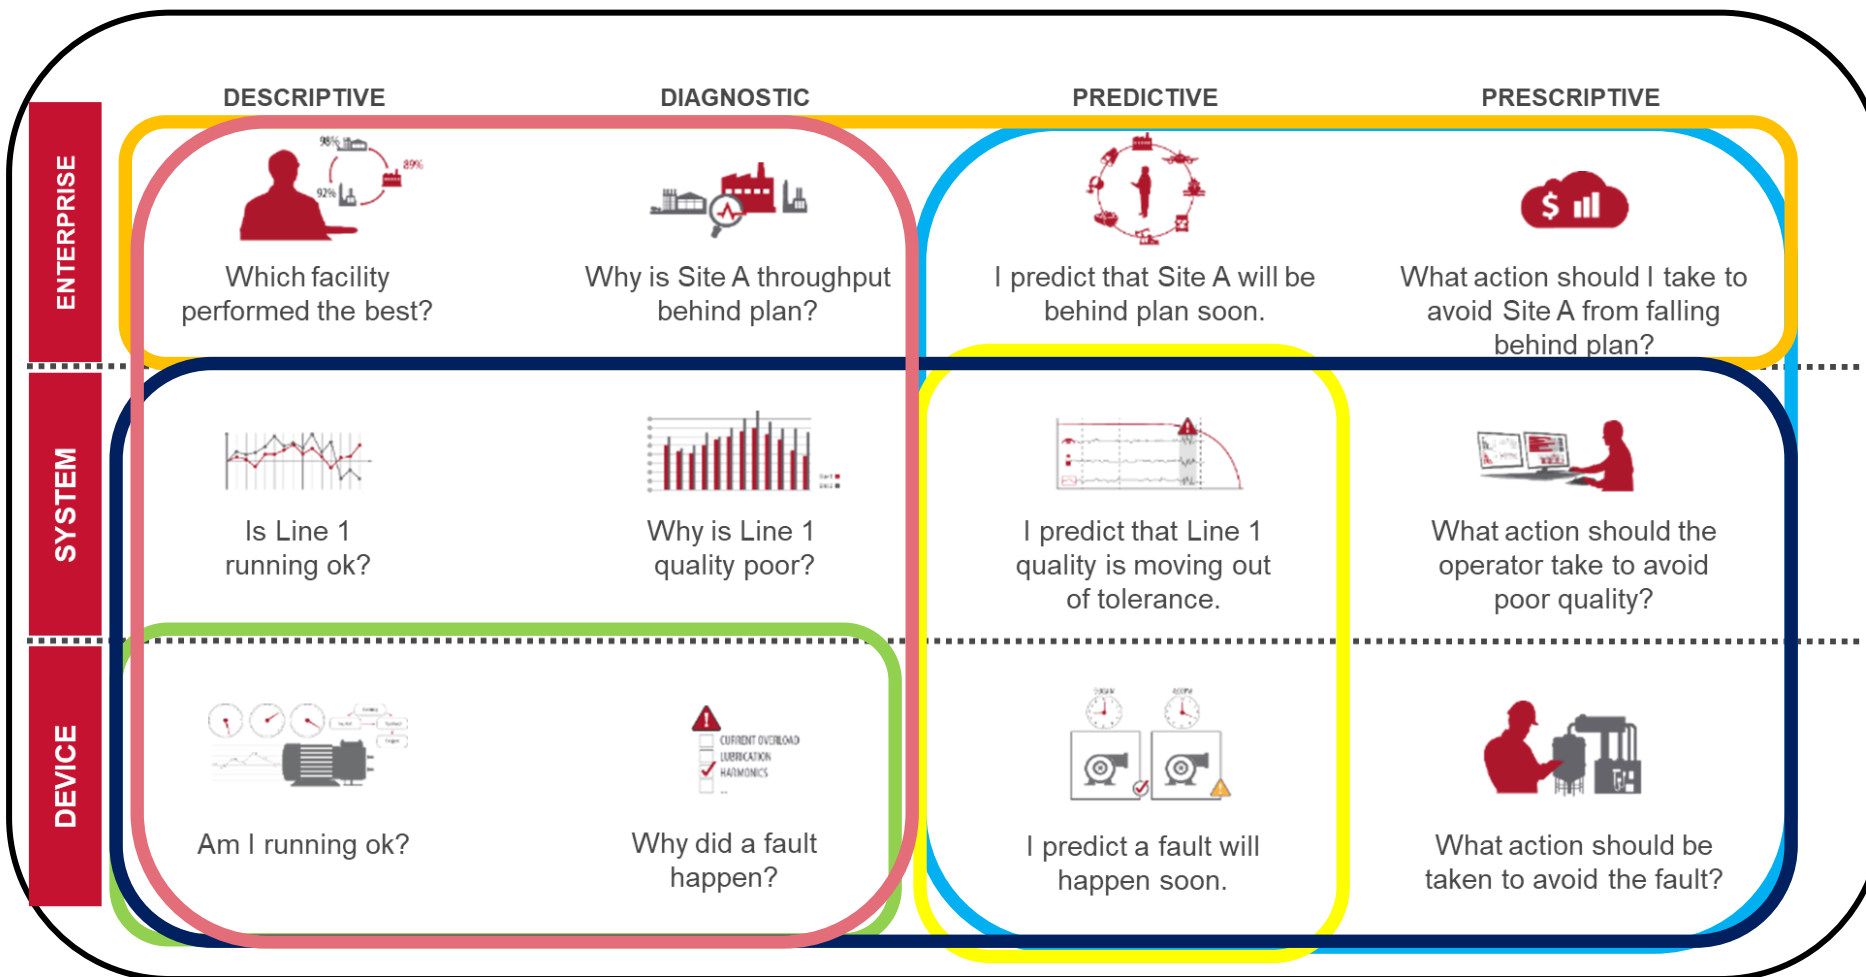 DESCRIPTIVE
DIAGNOSTIC
PREDICTIVE
PRESCRIPTIVE
ENTERPRISE
98%
89%
92%
Which facility
performed the best?
Why is Site A throughput
behind plan?
I predict that Site A will be
behind plan soon.
$
What action should I take to
avoid Site A from falling
behind plan?
SYSTEM
Is Line 1
running ok?
Why is Line 1
quality poor?
I predict that Line 1
quality is moving out
of tolerance.
What action should the
operator take to avoid
poor quality?
DEVICE
Am I running ok?
CURRENT OVERLOAD
LUBRICATION
HARMONICS
...
Why did a fault
happen?
I predict a fault will
happen soon.
What action should be
taken to avoid the fault?